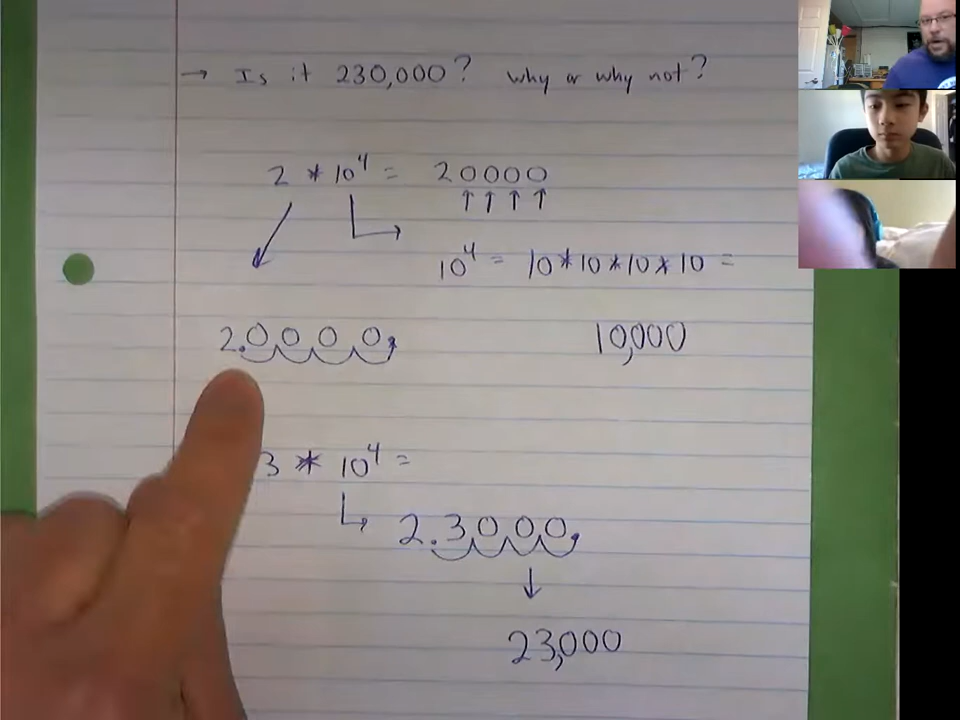 → Is it 230,000? why or why not?
2 * 10⁴ = 20000
↑ ↑ ↑ ↑
10⁴ = 10*10*10*10 =
2.0000.
10,000
3 * 10⁴ =
2.3000.
23,000